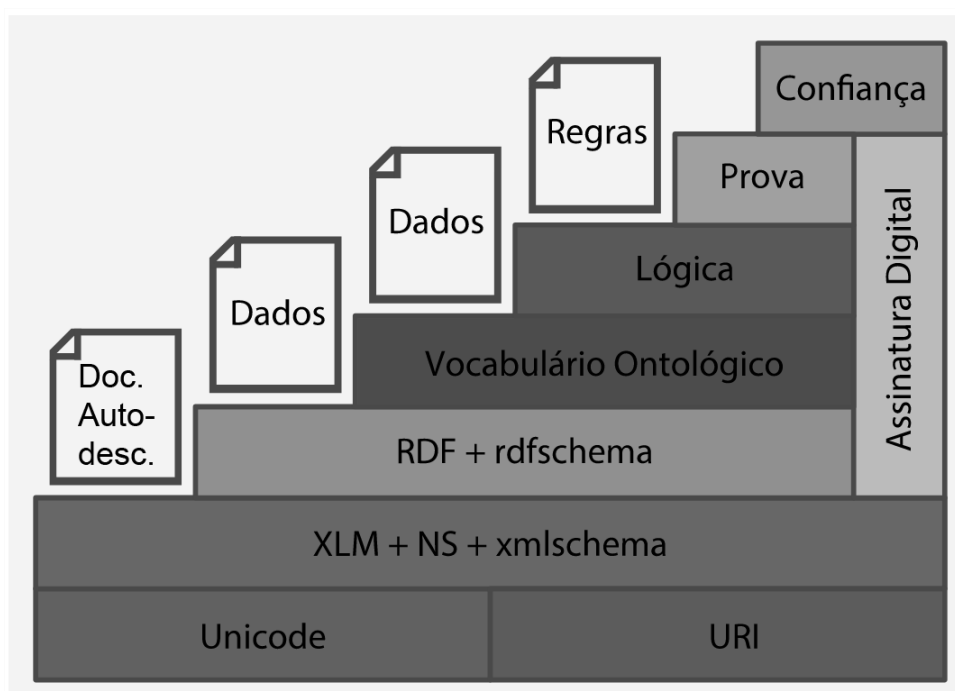 Confiança
Regras
Prova
Dados
Lógica
Assinatura Digital
Dados
Vocabulário Ontológico
Doc.
Auto-
desc.
RDF + rdfschema
XLM + NS + xmlschema
Unicode
URI